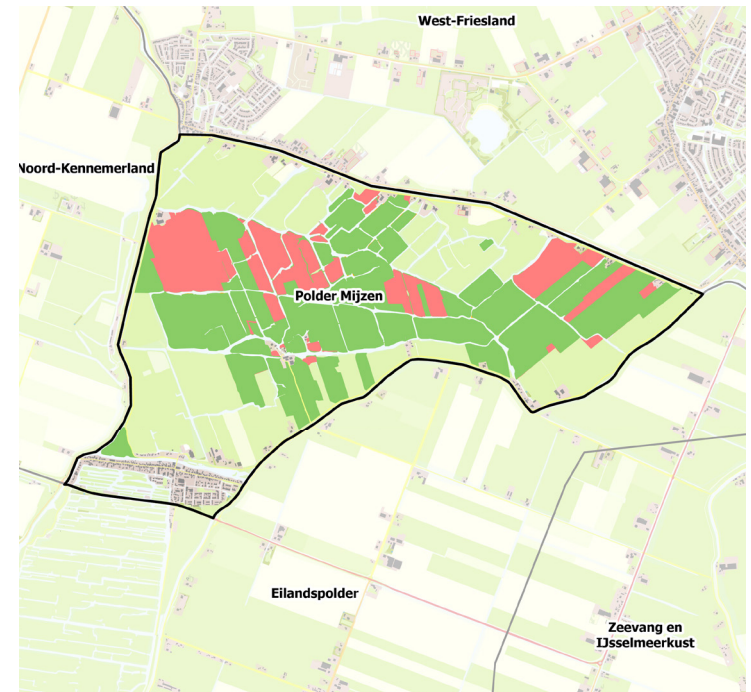 West-Friesland
Noord-Kennemerland
Polder Mijzen
Eilandspolder
Zeevang en
IJsselmeerkust